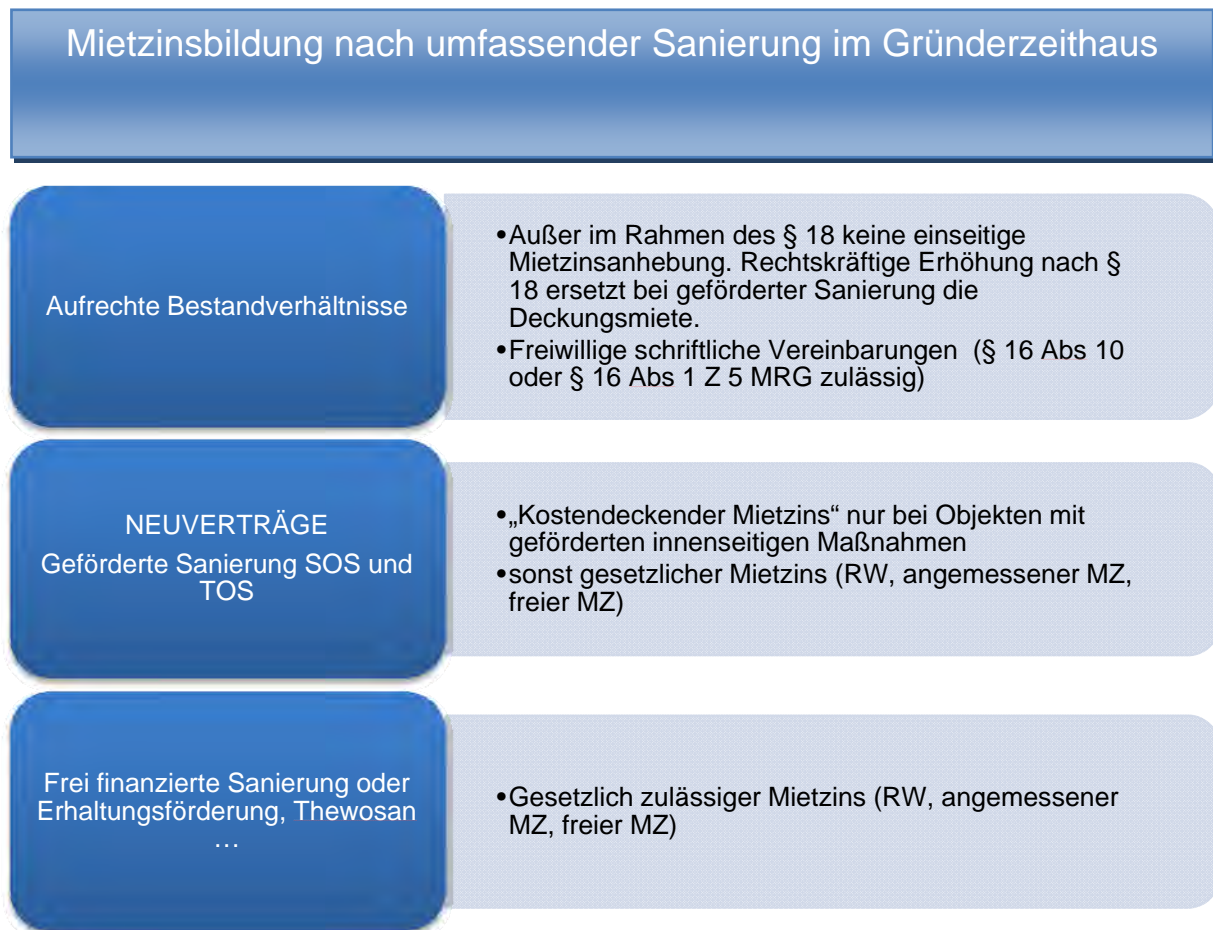 Mietzinsbildung nach umfassender Sanierung im Gründerzeithaus
Aufrechte Bestandverhältnisse
•Außer im Rahmen des § 18 keine einseitige
Mietzinsanhebung. Rechtskräftige Erhöhung nach §
18 ersetzt bei geförderter Sanierung die
Deckungsmiete.
•Freiwillige schriftliche Vereinbarungen (§ 16 Abs 10
oder § 16 Abs 1 Z 5 MRG zulässig)
NEUVERTRÄGE
Geförderte Sanierung SOS und
TOS
•„Kostendeckender Mietzins“ nur bei Objekten mit
geförderten innenseitigen Maßnahmen
•sonst gesetzlicher Mietzins (RW, angemessener MZ,
freier MZ)
Frei finanzierte Sanierung oder
Erhaltungsförderung, Thewosan
…
•Gesetzlich zulässiger Mietzins (RW, angemessener
MZ, freier MZ)